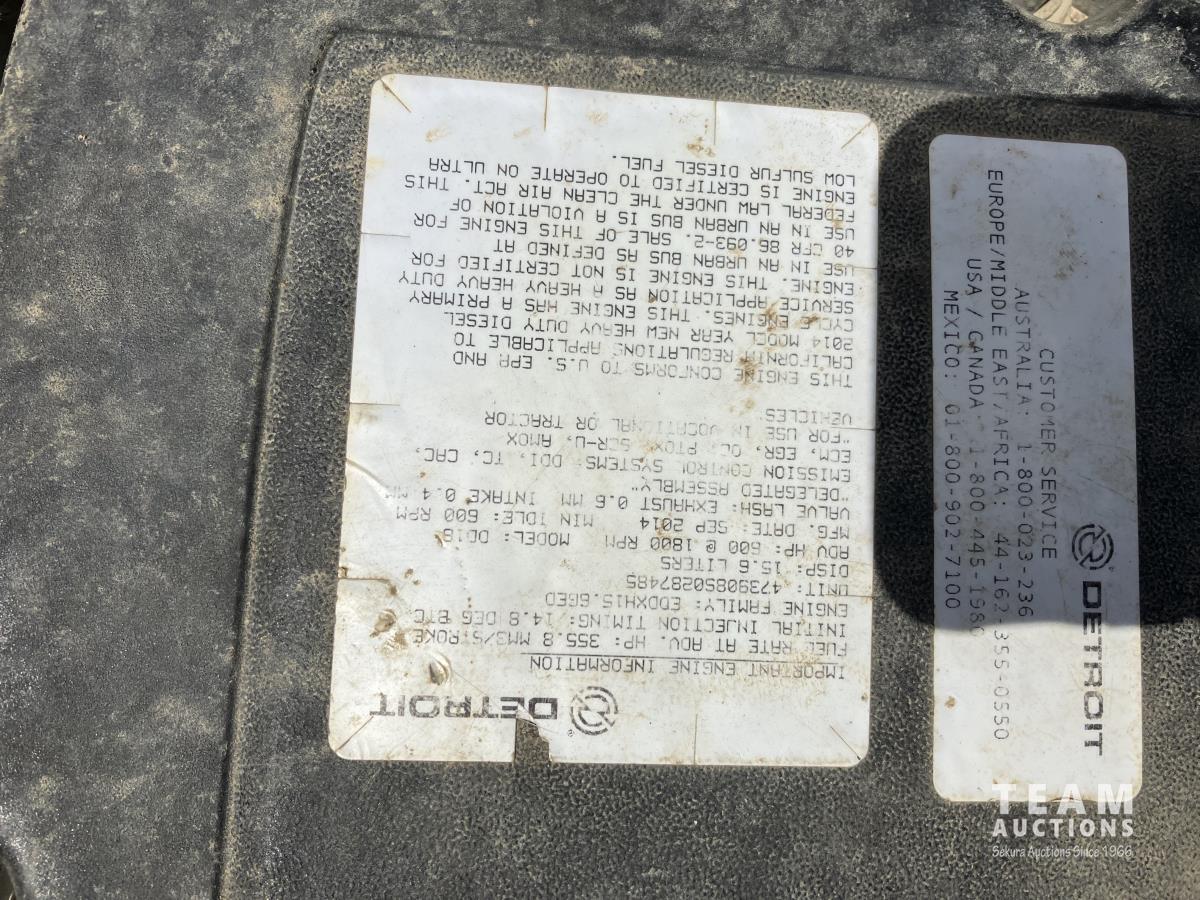 DETROIT
IMPORTANT ENGINE INFORMATION
FUEL RATE AT ADV. HP: 355.8 MM3/STROKE
INITIAL INJECTION TIMING: 14.8 DEG BTC
ENGINE FAMILY: EDDXH15.6GED
UNIT: 473908S0287485
DISP: 15.6 LITERS
ADV HP: 600 @ 1800 RPM MODEL: DD16
MFG. DATE: SEP 2014 MIN IDLE: 600 RPM
VALVE LASH: EXHAUST 0.6 MM INTAKE 0.4 MM
"DELEGATED ASSEMBLY"
EMISSION CONTROL SYSTEMS: DDI, TC, CAC,
ECM, EGR, OC, PTOX, SCR-U, AMOX
"FOR USE IN VOCATIONAL OR TRACTOR
VEHICLES"
THIS ENGINE CONFORMS TO U.S. EPA AND
CALIFORNIA REGULATIONS APPLICABLE TO
2014 MODEL YEAR NEW HEAVY DUTY DIESEL
CYCLE ENGINES. THIS ENGINE HAS A PRIMARY
SERVICE APPLICATION AS A HEAVY HEAVY DUTY
ENGINE. THIS ENGINE IS NOT CERTIFIED FOR
USE IN AN URBAN BUS AS DEFINED AT
40 CFR 86.093-2. SALE OF THIS ENGINE FOR
USE IN AN URBAN BUS IS A VIOLATION OF
FEDERAL LAW UNDER THE CLEAN AIR ACT. THIS
ENGINE IS CERTIFIED TO OPERATE ON ULTRA
LOW SULFUR DIESEL FUEL.
DETROIT
CUSTOMER SERVICE
AUSTRALIA: 1-800-023-236
EUROPE/MIDDLE EAST/AFRICA: 44-162-355-0550
USA / CANADA 1-800-445-1980
MEXICO: 01-800-902-7100
TEAM
AUCTIONS
Sekura Auctions Since 1966